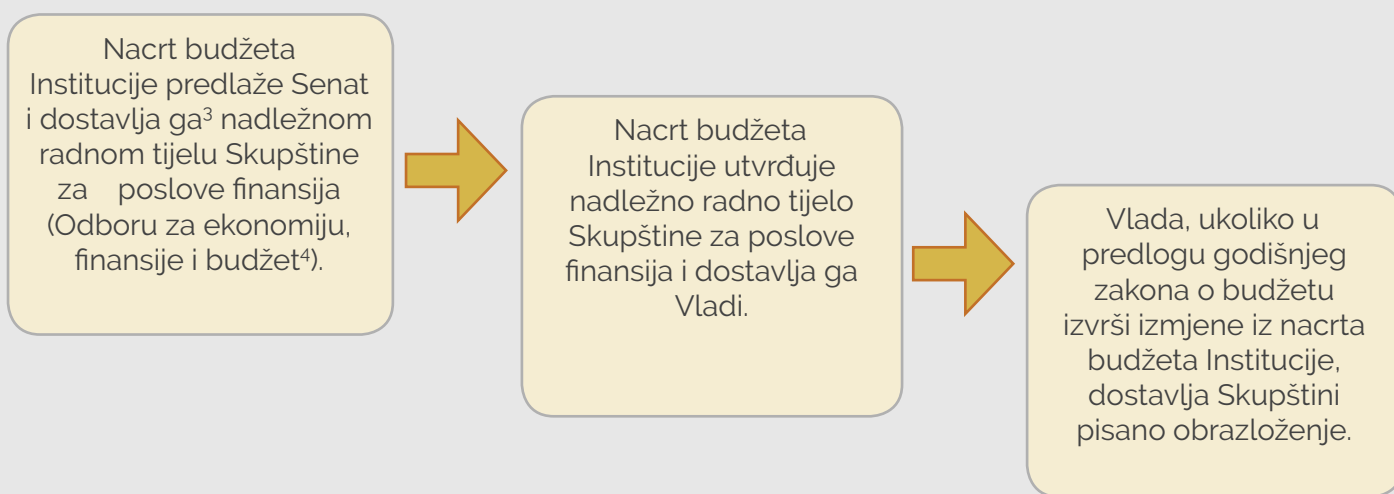 Nacrt budžeta
Institucije predlaže Senat
i dostavlja ga³ nadležnom
radnom tijelu Skupštine
za poslove finansija
(Odboru za ekonomiju,
finansije i budžet⁴).
Nacrt budžeta
Institucije utvrđuje
nadležno radno tijelo
Skupštine za poslove
finansija i dostavlja ga
Vladi.
Vlada, ukoliko u
predlogu godišnjeg
zakona o budžetu
izvrši izmjene iz nacrta
budžeta Institucije,
dostavlja Skupštini
pisano obrazloženje.